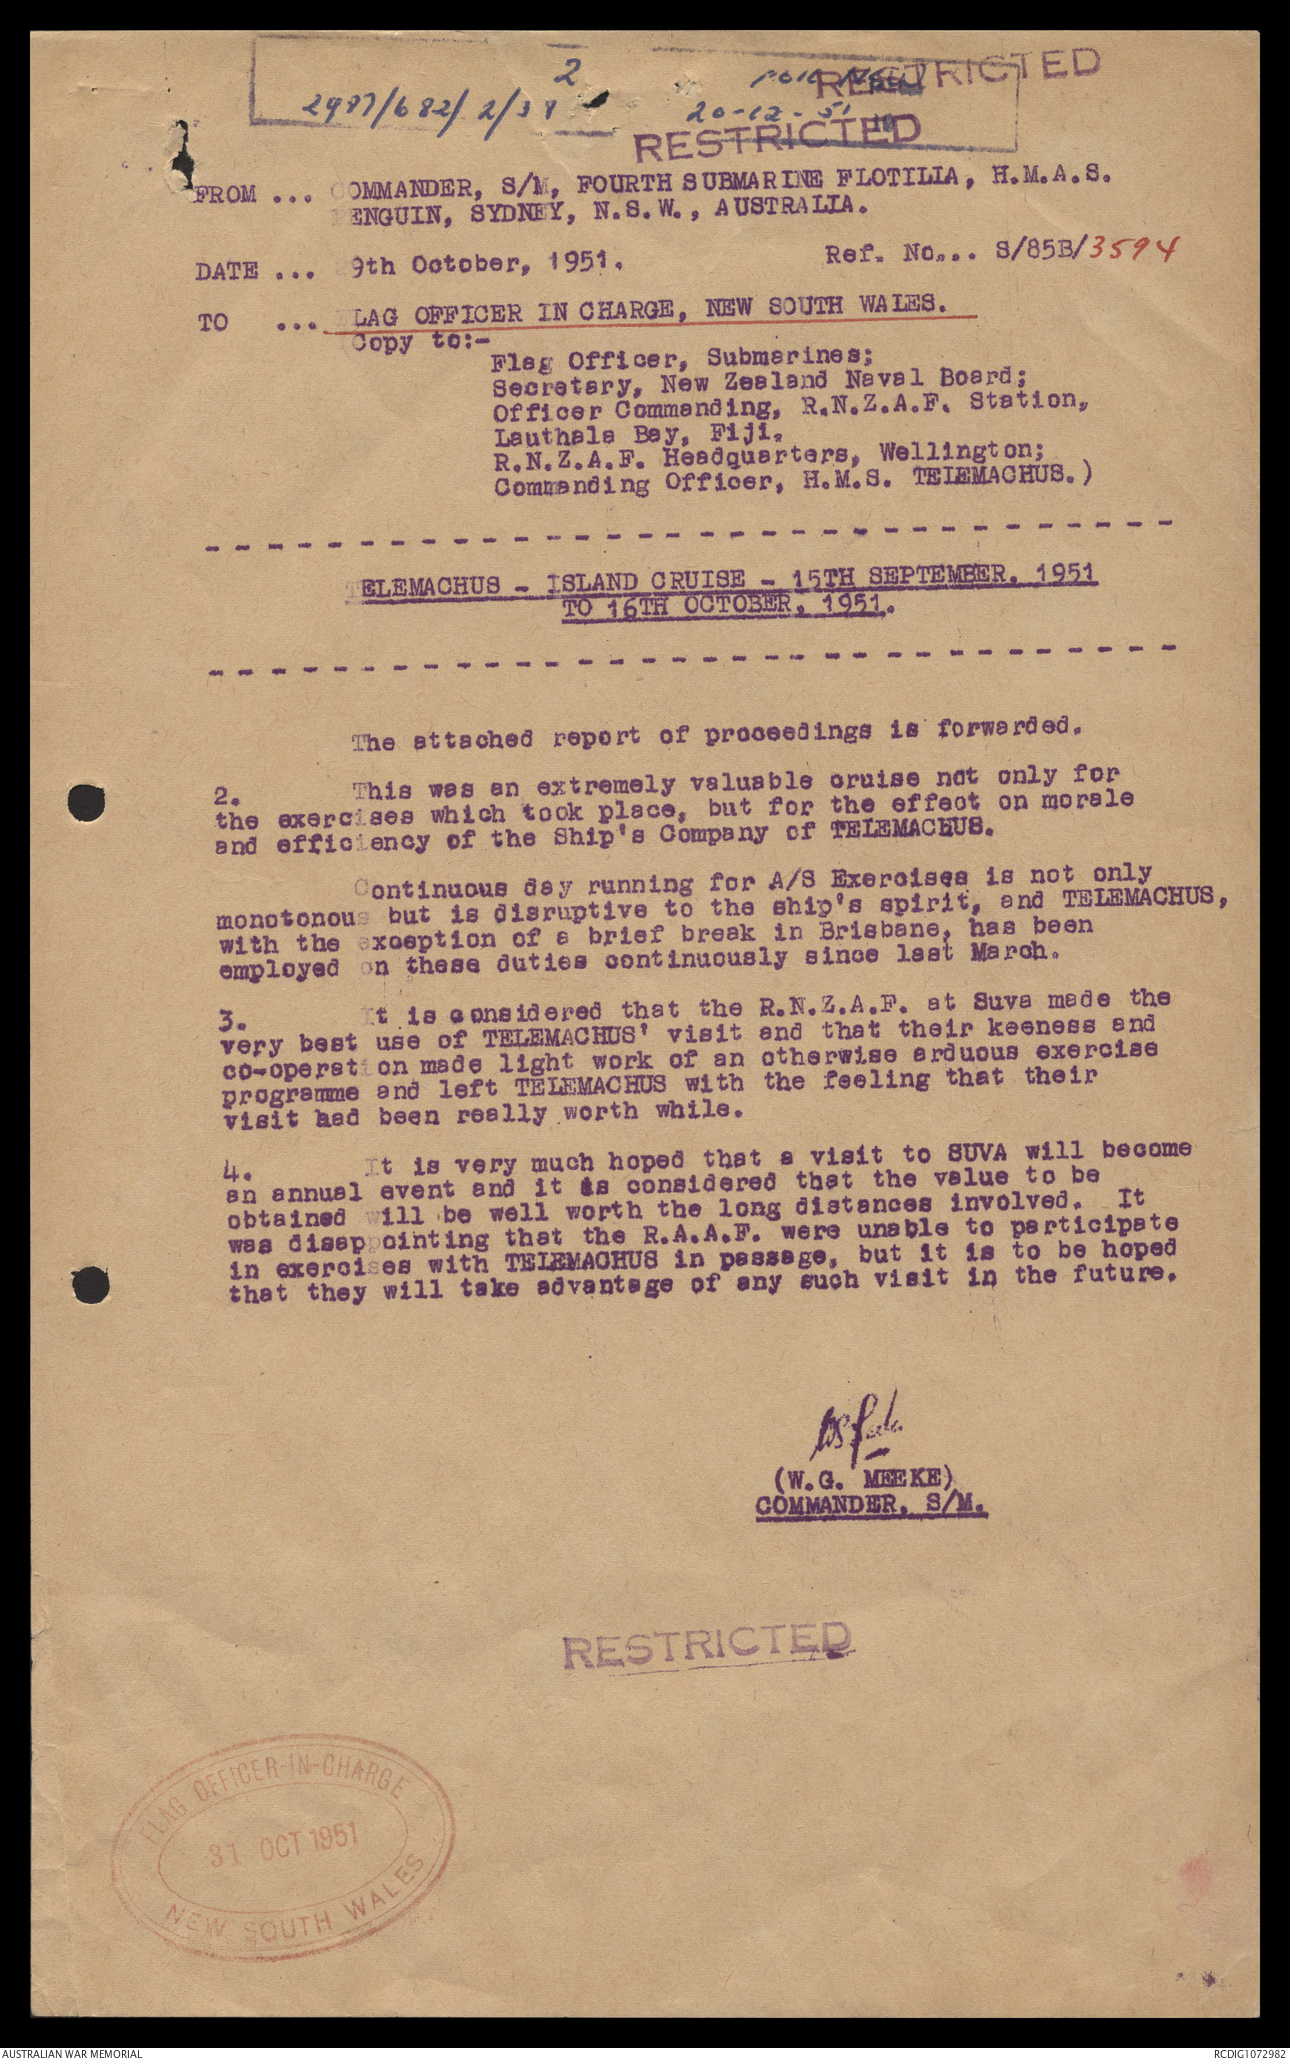 RESTRICTED
2
2987/682/2/38
20-12-51
RESTRICTED
FROM ... COMMANDER, S/M, FOURTH SUBMARINE FLOTILLA, H.M.A.S.
PENGUIN, SYDNEY, N.S.W., AUSTRALIA.
DATE ... 29th October, 1951.
Ref. No... S/85B/3594
TO ... FLAG OFFICER IN CHARGE, NEW SOUTH WALES.
(Copy to:-
Flag Officer, Submarines;
Secretary, New Zealand Naval Board;
Officer Commanding, R.N.Z.A.F. Station,
Lauthala Bay, Fiji.
R.N.Z.A.F. Headquarters, Wellington;
Commanding Officer, H.M.S. TELEMACHUS.)
TELEMACHUS - ISLAND CRUISE - 15TH SEPTEMBER, 1951
TO 16TH OCTOBER, 1951.
The attached report of proceedings is forwarded.
2. This was an extremely valuable cruise not only for
the exercises which took place, but for the effect on morale
and efficiency of the Ship's Company of TELEMACHUS.
Continuous day running for A/S Exercises is not only
monotonous but is disruptive to the ship's spirit, and TELEMACHUS,
with the exception of a brief break in Brisbane, has been
employed on these duties continuously since last March.
3. It is considered that the R.N.Z.A.F. at Suva made the
very best use of TELEMACHUS' visit and that their keeness and
co-operation made light work of an otherwise arduous exercise
programme and left TELEMACHUS with the feeling that their
visit had been really worth while.
4. It is very much hoped that a visit to SUVA will become
an annual event and it is considered that the value to be
obtained will be well worth the long distances involved. It
was disappointing that the R.A.A.F. were unable to participate
in exercises with TELEMACHUS in passage, but it is to be hoped
that they will take advantage of any such visit in the future.
(W.G. MEEKE)
COMMANDER, S/M.
RESTRICTED
FLAG OFFICER-IN-CHARGE
31 OCT 1951
NEW SOUTH WALES
AUSTRALIAN WAR MEMORIAL
RCDIG1072982